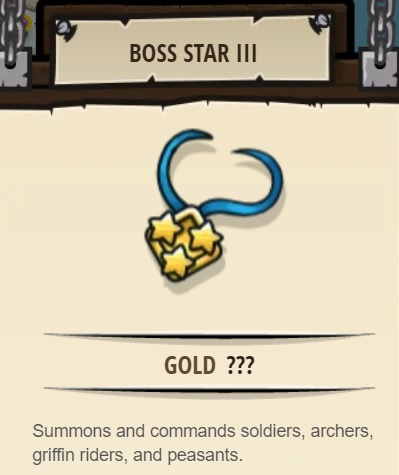 BOSS STAR III
GOLD ???
Summons and commands soldiers, archers,
griffin riders, and peasants.